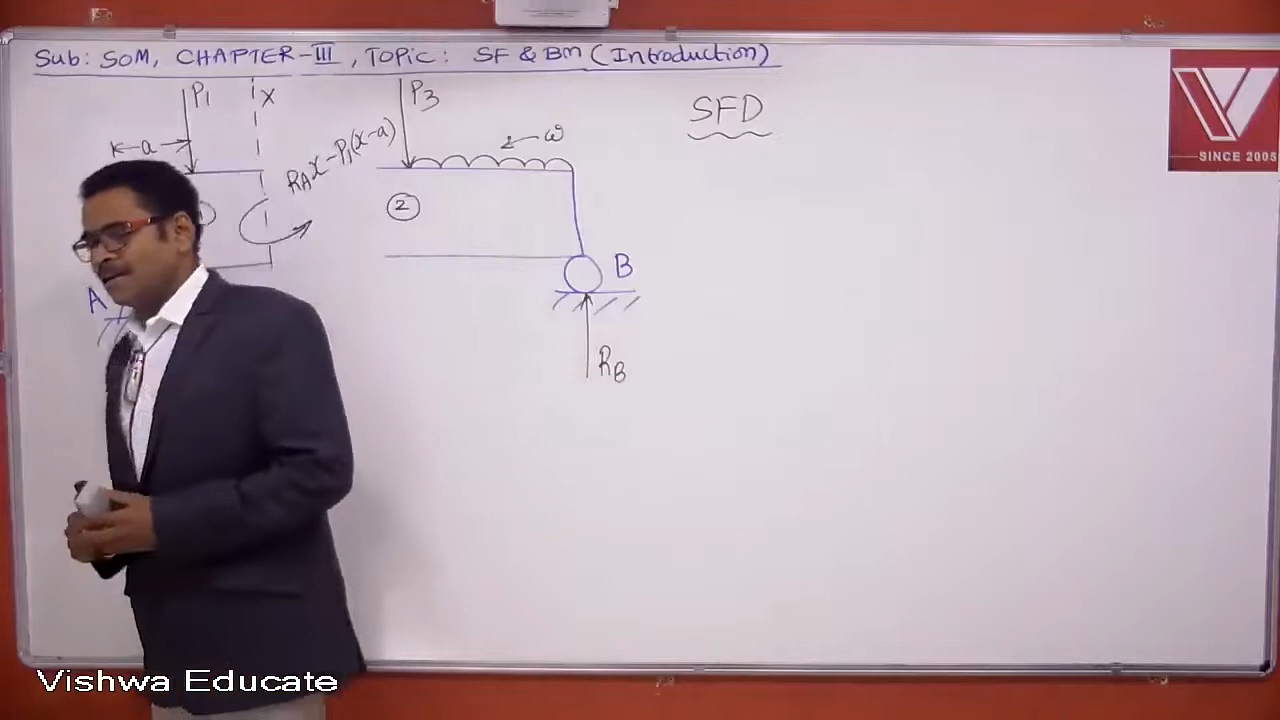 Sub: SOM, CHAPTER-III, TOPIC: SF & BM (Introduction)
P1
X
P3
SFD
a
ω
RAx-P1(x-a)
SINCE 2005
2
A
B
RB
Vishwa Educate